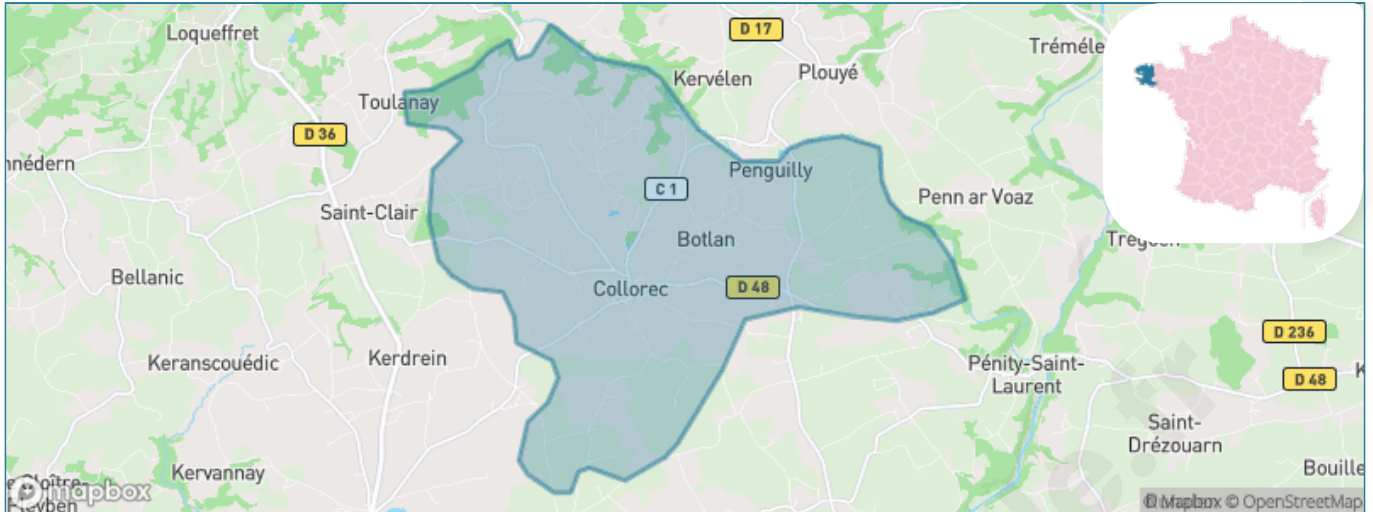 Loqueffret
D 17
Tréméle
Kervélen
Plouyé
Toulanay
D 36
nnédern
Penguilly
C 1
Penn ar Voaz
Saint-Clair
Botlan
Bellanic
Collorec
D 48
D 236
Keranscouédic
Kerdrein
Pénity-Saint-
Laurent
D 48
K
Saint-
Drézouarn
Kervannay
Bouille
mapbox
© OpenStreetMap